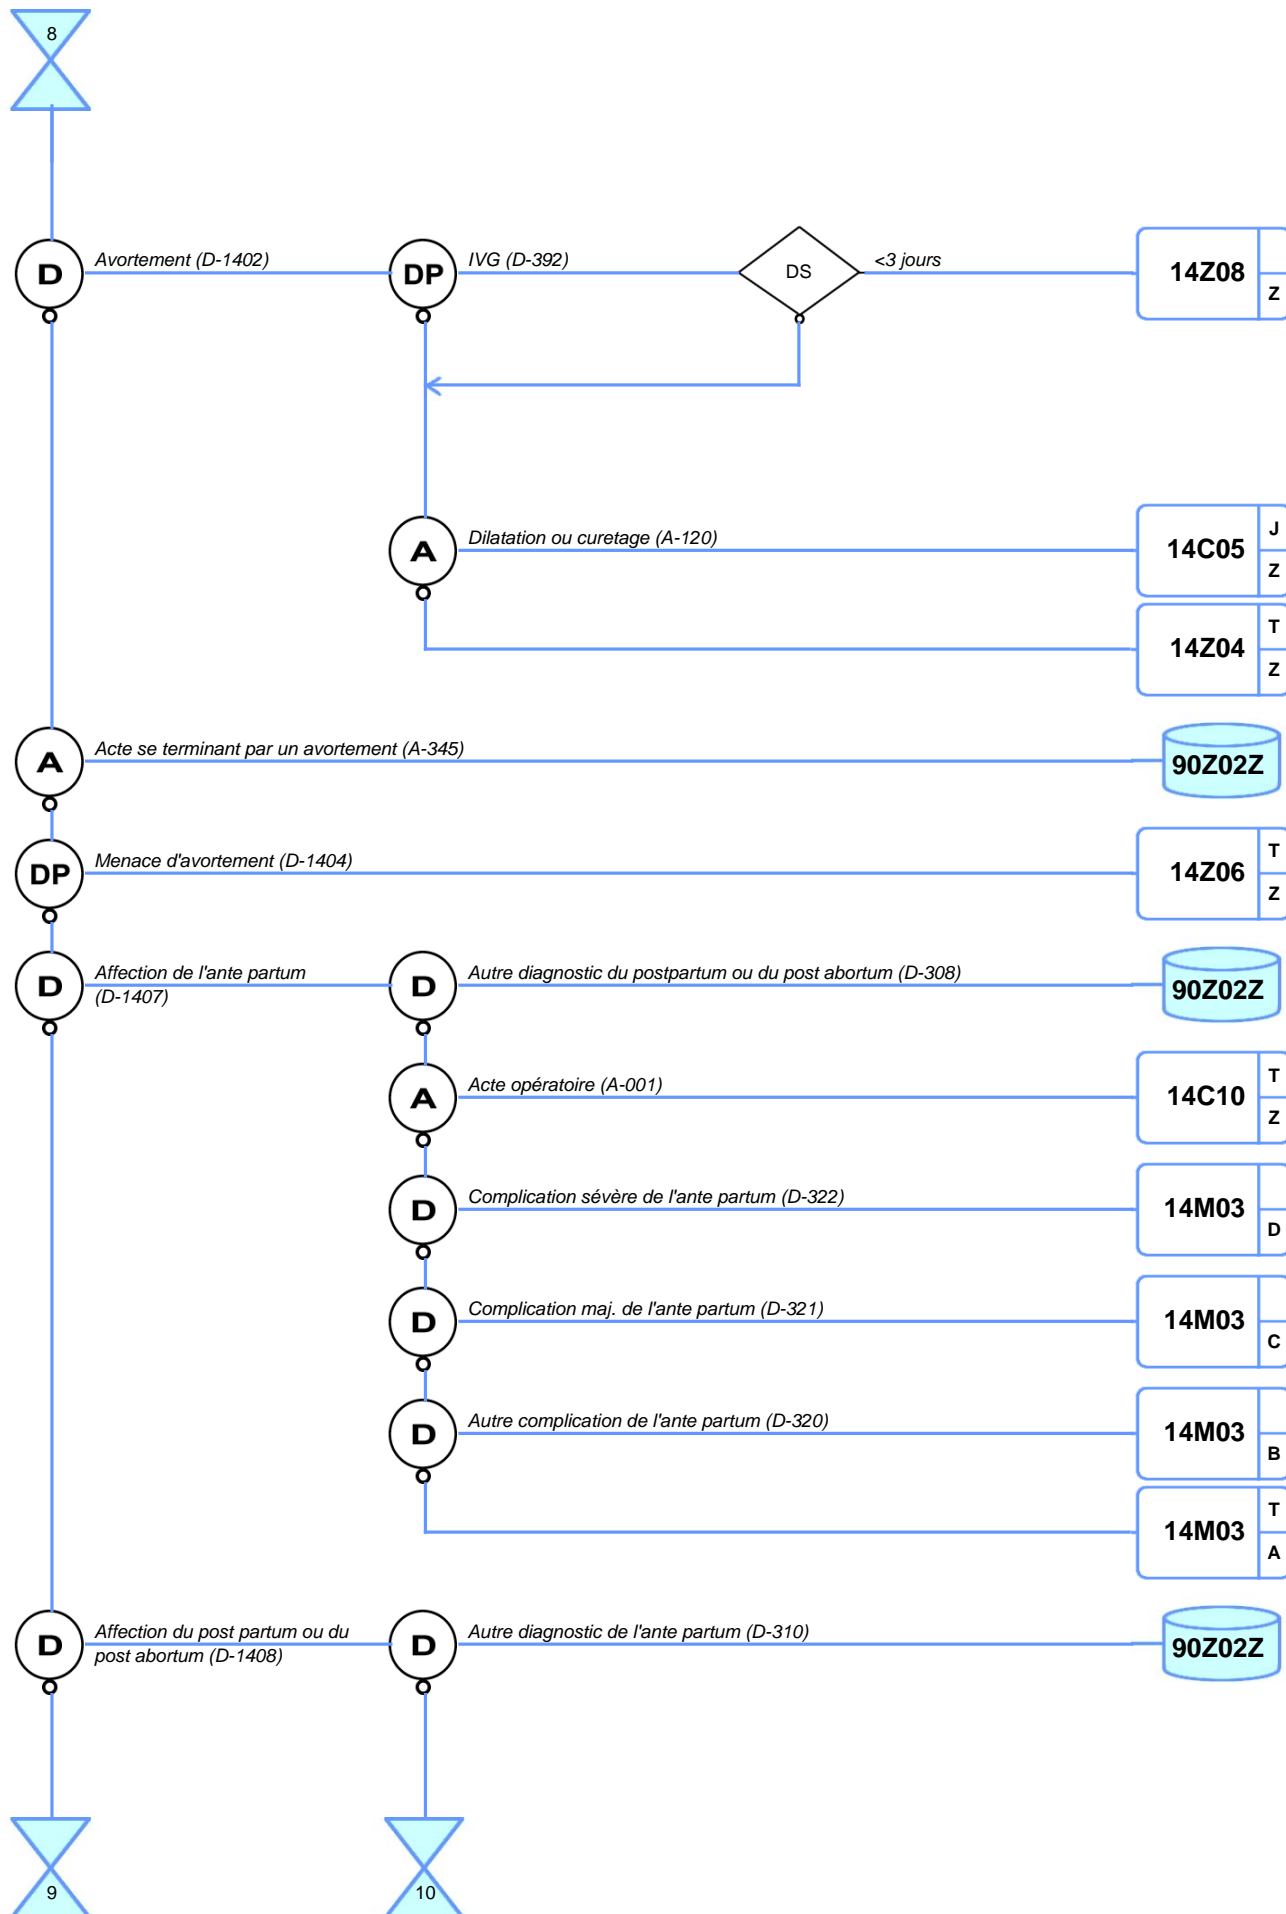 8
D
Avortement (D-1402)
DP
IVG (D-392)
DS
<3 jours
14Z08
Z
A
Dilatation ou curetage (A-120)
14C05
J
Z
14Z04
T
Z
A
Acte se terminant par un avortement (A-345)
90Z02Z
DP
Menace d'avortement (D-1404)
14Z06
T
Z
D
Affection de l'ante partum
(D-1407)
D
Autre diagnostic du postpartum ou du post abortum (D-308)
90Z02Z
A
Acte opératoire (A-001)
14C10
T
Z
D
Complication sévère de l'ante partum (D-322)
14M03
D
D
Complication maj. de l'ante partum (D-321)
14M03
C
D
Autre complication de l'ante partum (D-320)
14M03
B
14M03
T
A
D
Affection du post partum ou du
post abortum (D-1408)
D
Autre diagnostic de l'ante partum (D-310)
90Z02Z
9
10